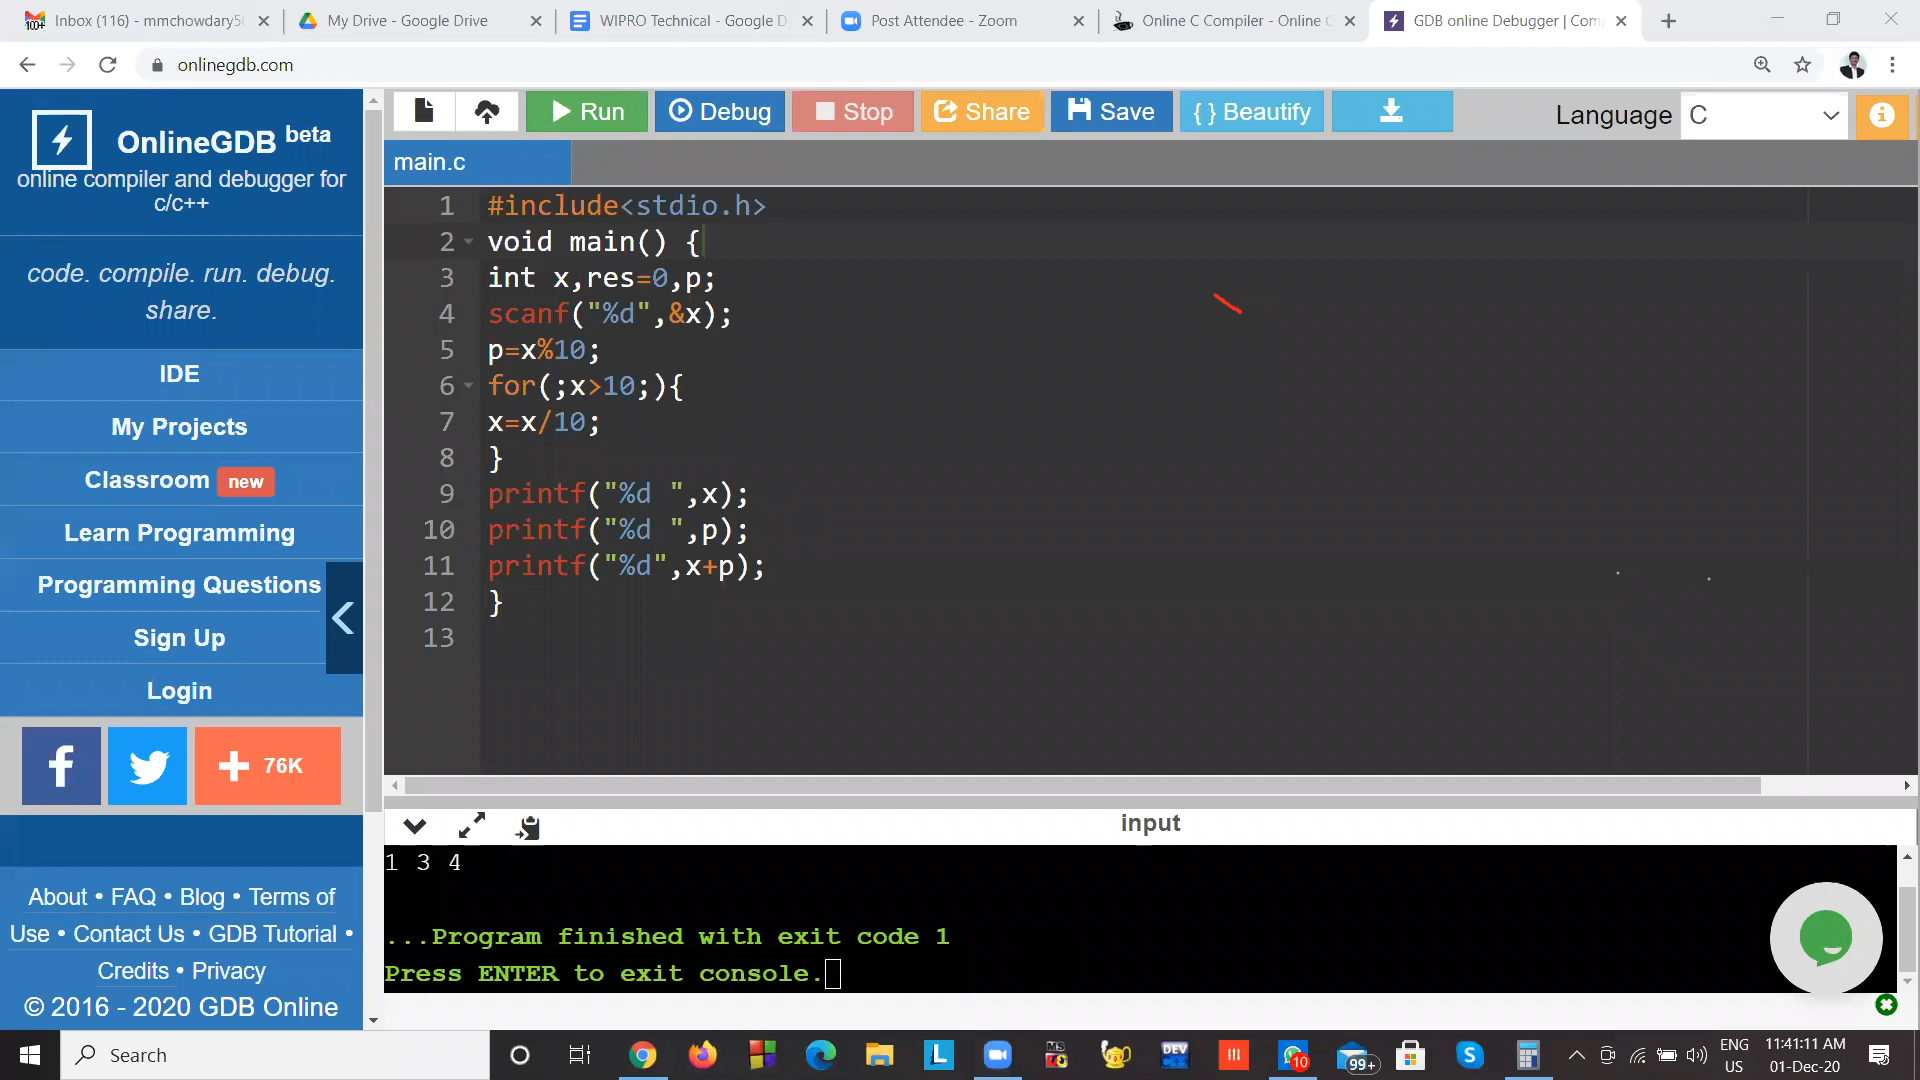 Inbox (116) - mmchowdary50
My Drive - Google Drive
WIPRO Technical - Google D
Post Attendee - Zoom
Online C Compiler - Online C
GDB online Debugger | Com
onlinegdb.com
Run
Debug
Stop
Share
Save
{ } Beautify
Language
C
OnlineGDB beta
online compiler and debugger for
c/c++
code. compile. run. debug.
share.
IDE
My Projects
Classroom new
Learn Programming
Programming Questions
Sign Up
Login
76K
About • FAQ • Blog • Terms of
Use • Contact Us • GDB Tutorial •
Credits • Privacy
© 2016 - 2020 GDB Online
main.c
1 #include<stdio.h>
2 void main() {
3 int x,res=0,p;
4 scanf("%d",&x);
5 p=x%10;
6 for(;x>10;){
7 x=x/10;
8 }
9 printf("%d ",x);
10 printf("%d ",p);
11 printf("%d",x+p);
12 }
13
input
1 3 4
...Program finished with exit code 1
Press ENTER to exit console.
Search
DEV
10
99+
ENG
US
11:41:11 AM
01-Dec-20